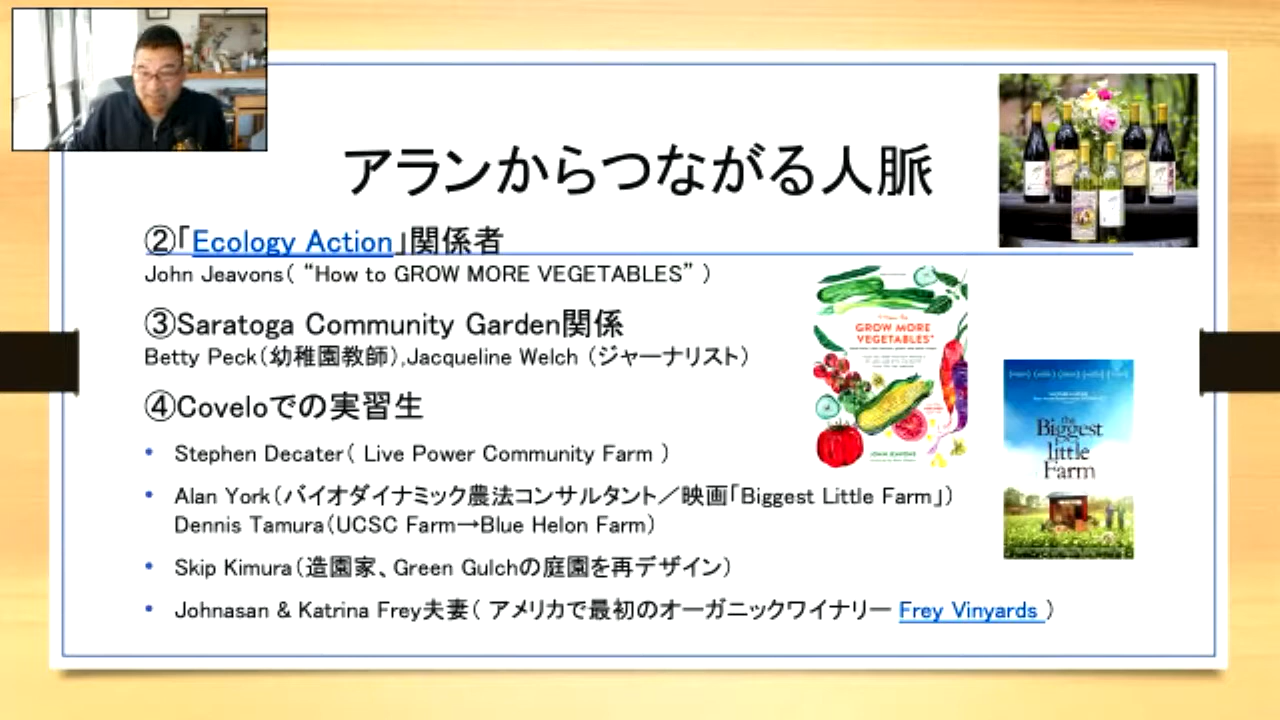 アランからつながる人脈
②「Ecology Action」関係者
John Jeavons( “How to GROW MORE VEGETABLES” )
③Saratoga Community Garden関係
Betty Peck(幼稚園教師),Jacqueline Welch (ジャーナリスト)
④Coveloでの実習生
• Stephen Decater( Live Power Community Farm )
• Alan York(バイオダイナミック農法コンサルタント/映画「Biggest Little Farm」)
Dennis Tamura(UCSC Farm→Blue Helon Farm)
• Skip Kimura(造園家、Green Gulchの庭園を再デザイン)
• Johnasan & Katrina Frey夫妻( アメリカで最初のオーガニックワイナリー Frey Vinyards )
GROW MORE
VEGETABLES
JOHN JEAVONS
the
Biggest
little
Farm